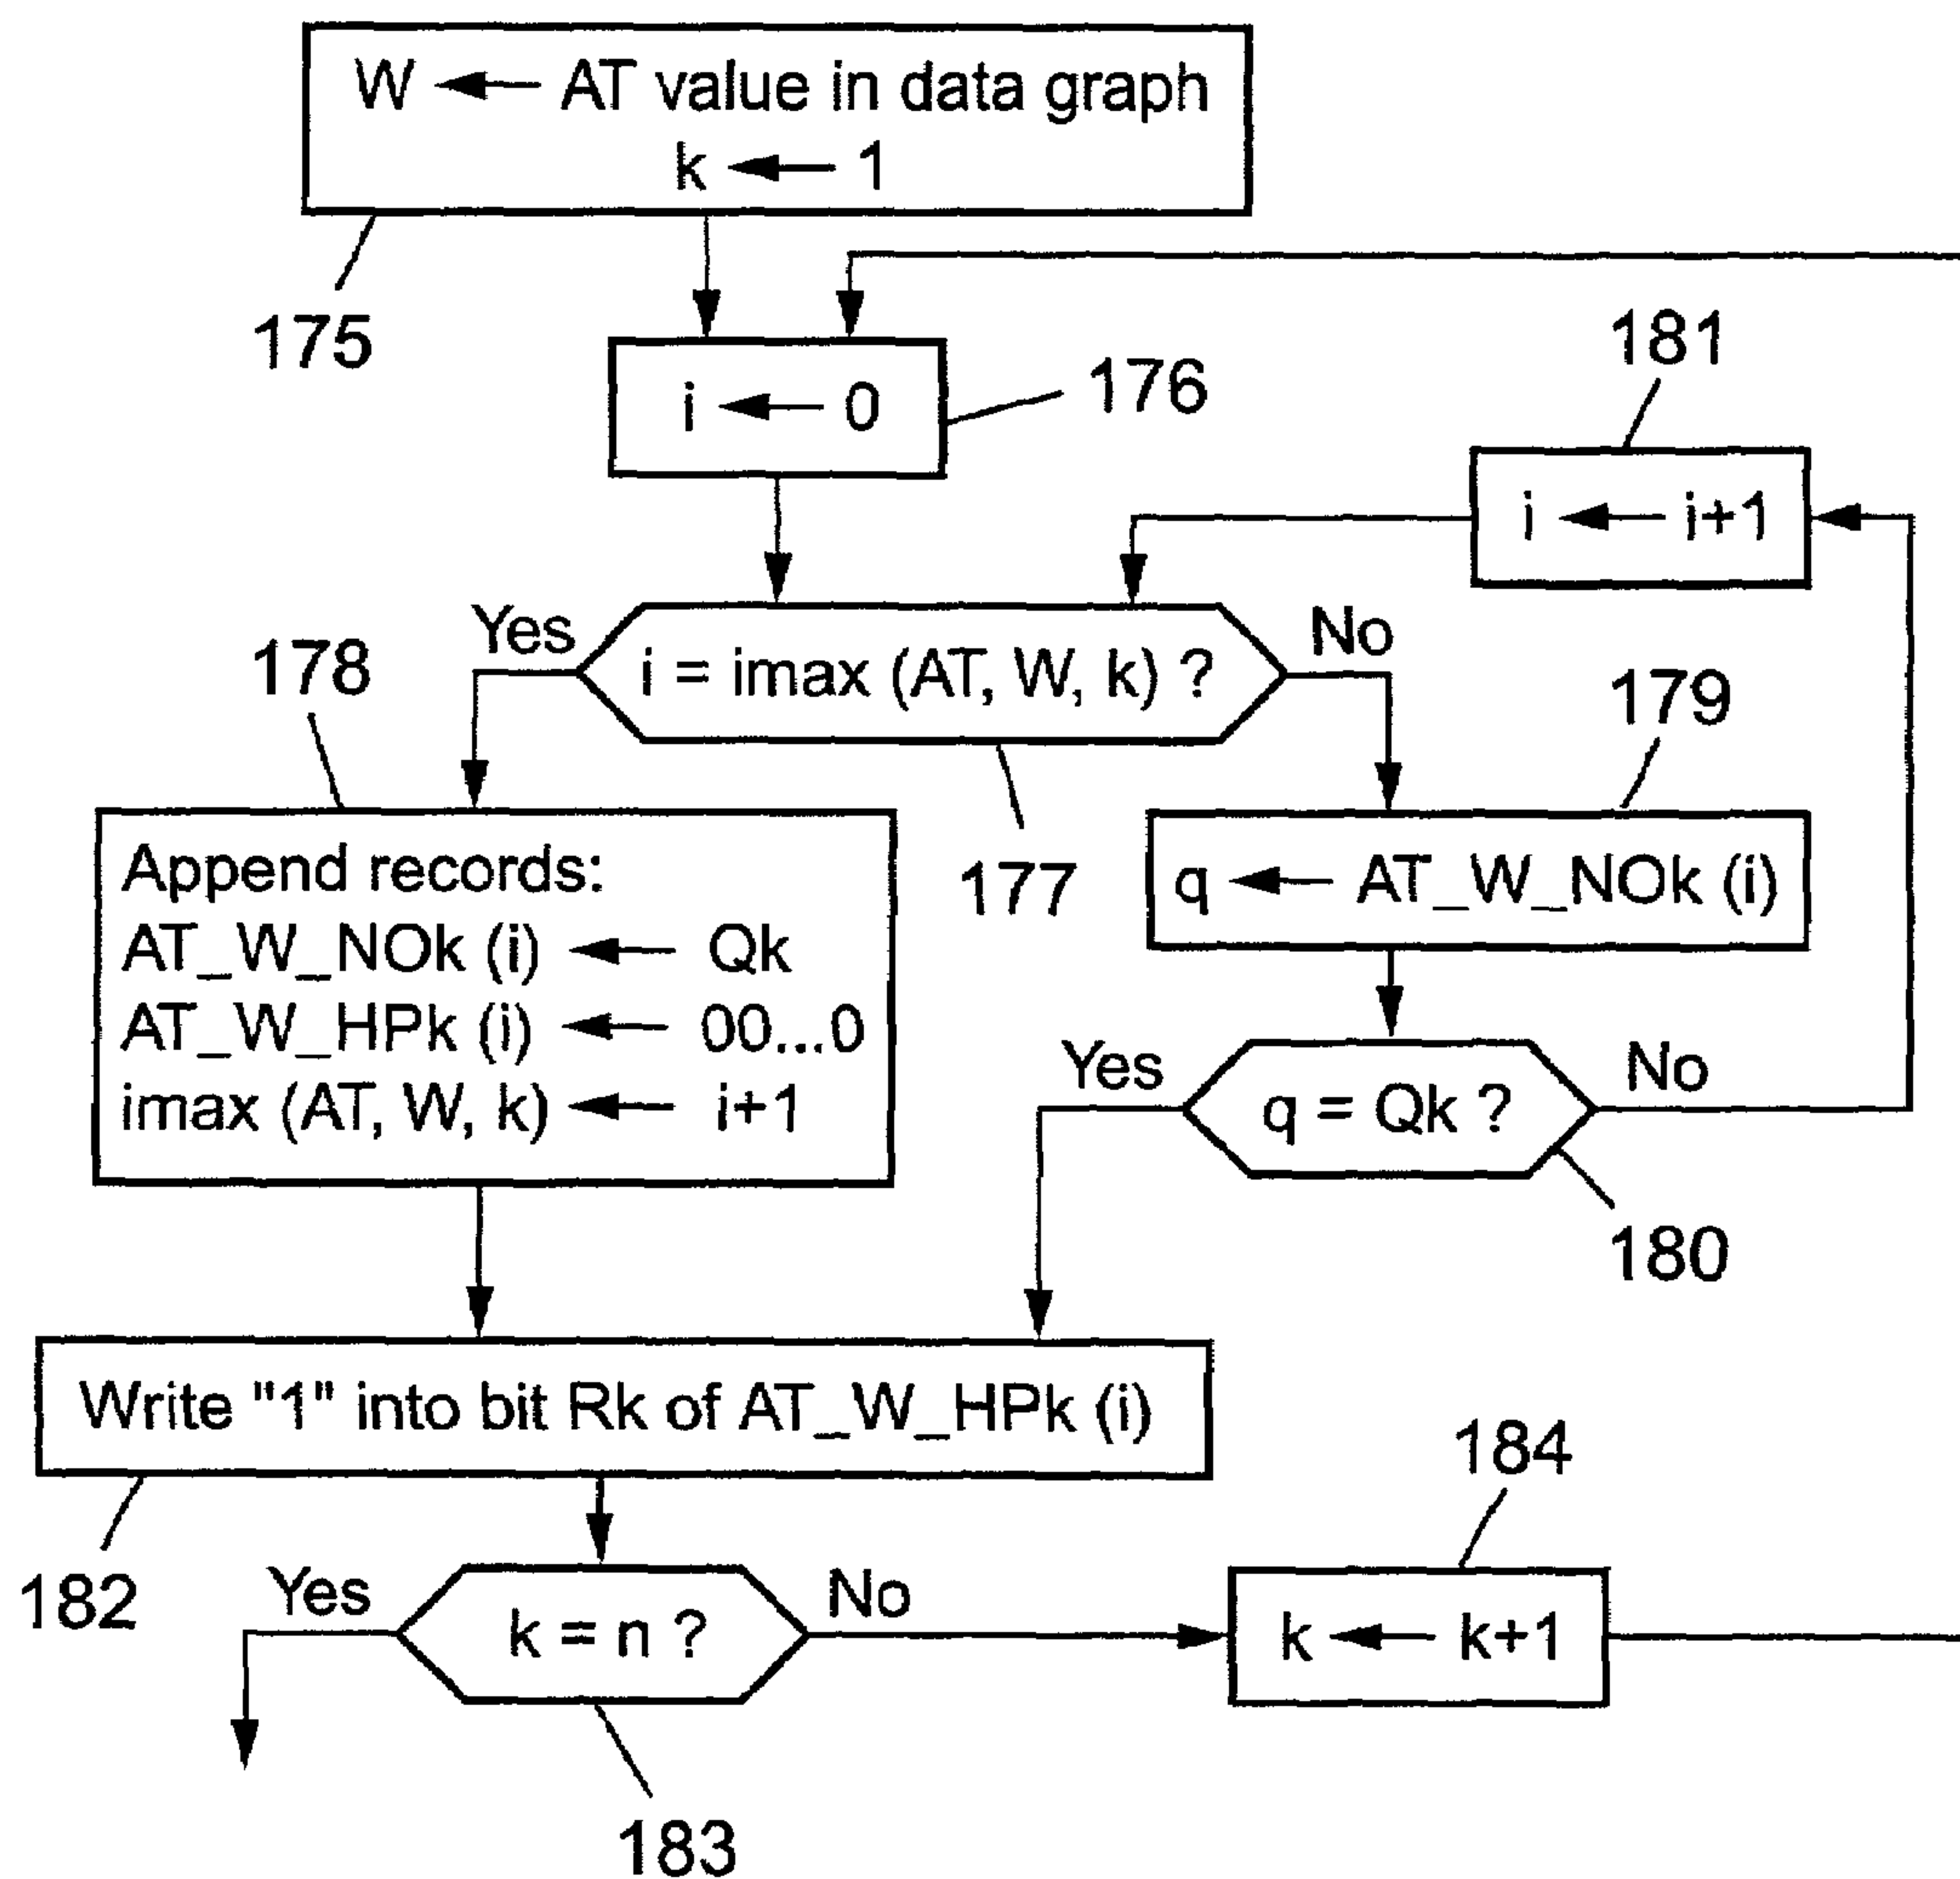 W ← AT value in data graph
k ← 1
175
i ← 0
176
181
i ← i+1
Yes
i = imax (AT, W, k) ?
No
178
177
179
Append records:
AT_W_NOk (i) ← Qk
AT_W_HPk (i) ← 00...0
imax (AT, W, k) ← i+1
q ← AT_W_NOk (i)
Yes
q = Qk ?
No
180
Write "1" into bit Rk of AT_W_HPk (i)
182
Yes
k = n ?
No
184
k ← k+1
183